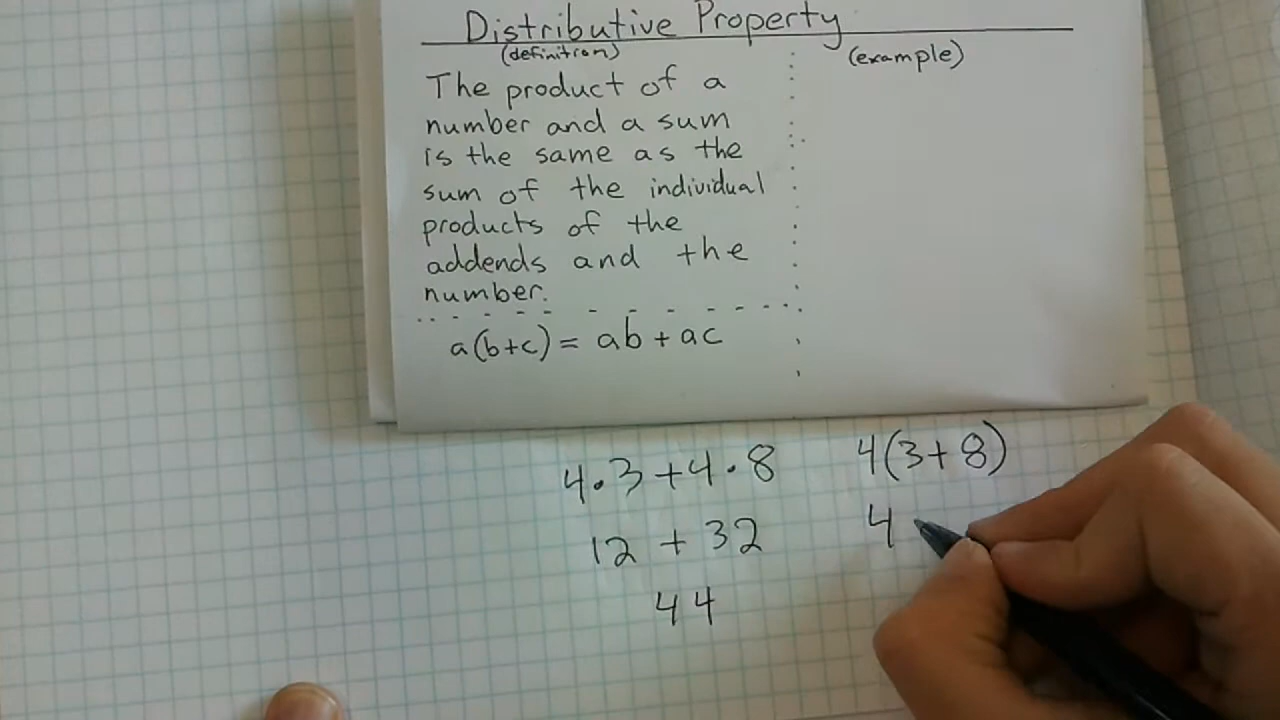 Distributive Property
(definition)
(example)
The product of a
number and a sum
is the same as the
sum of the individual
products of the
addends and the
number.
a(b+c) = ab + ac
4•3+4•8
4(3+8)
12 + 32
4
44